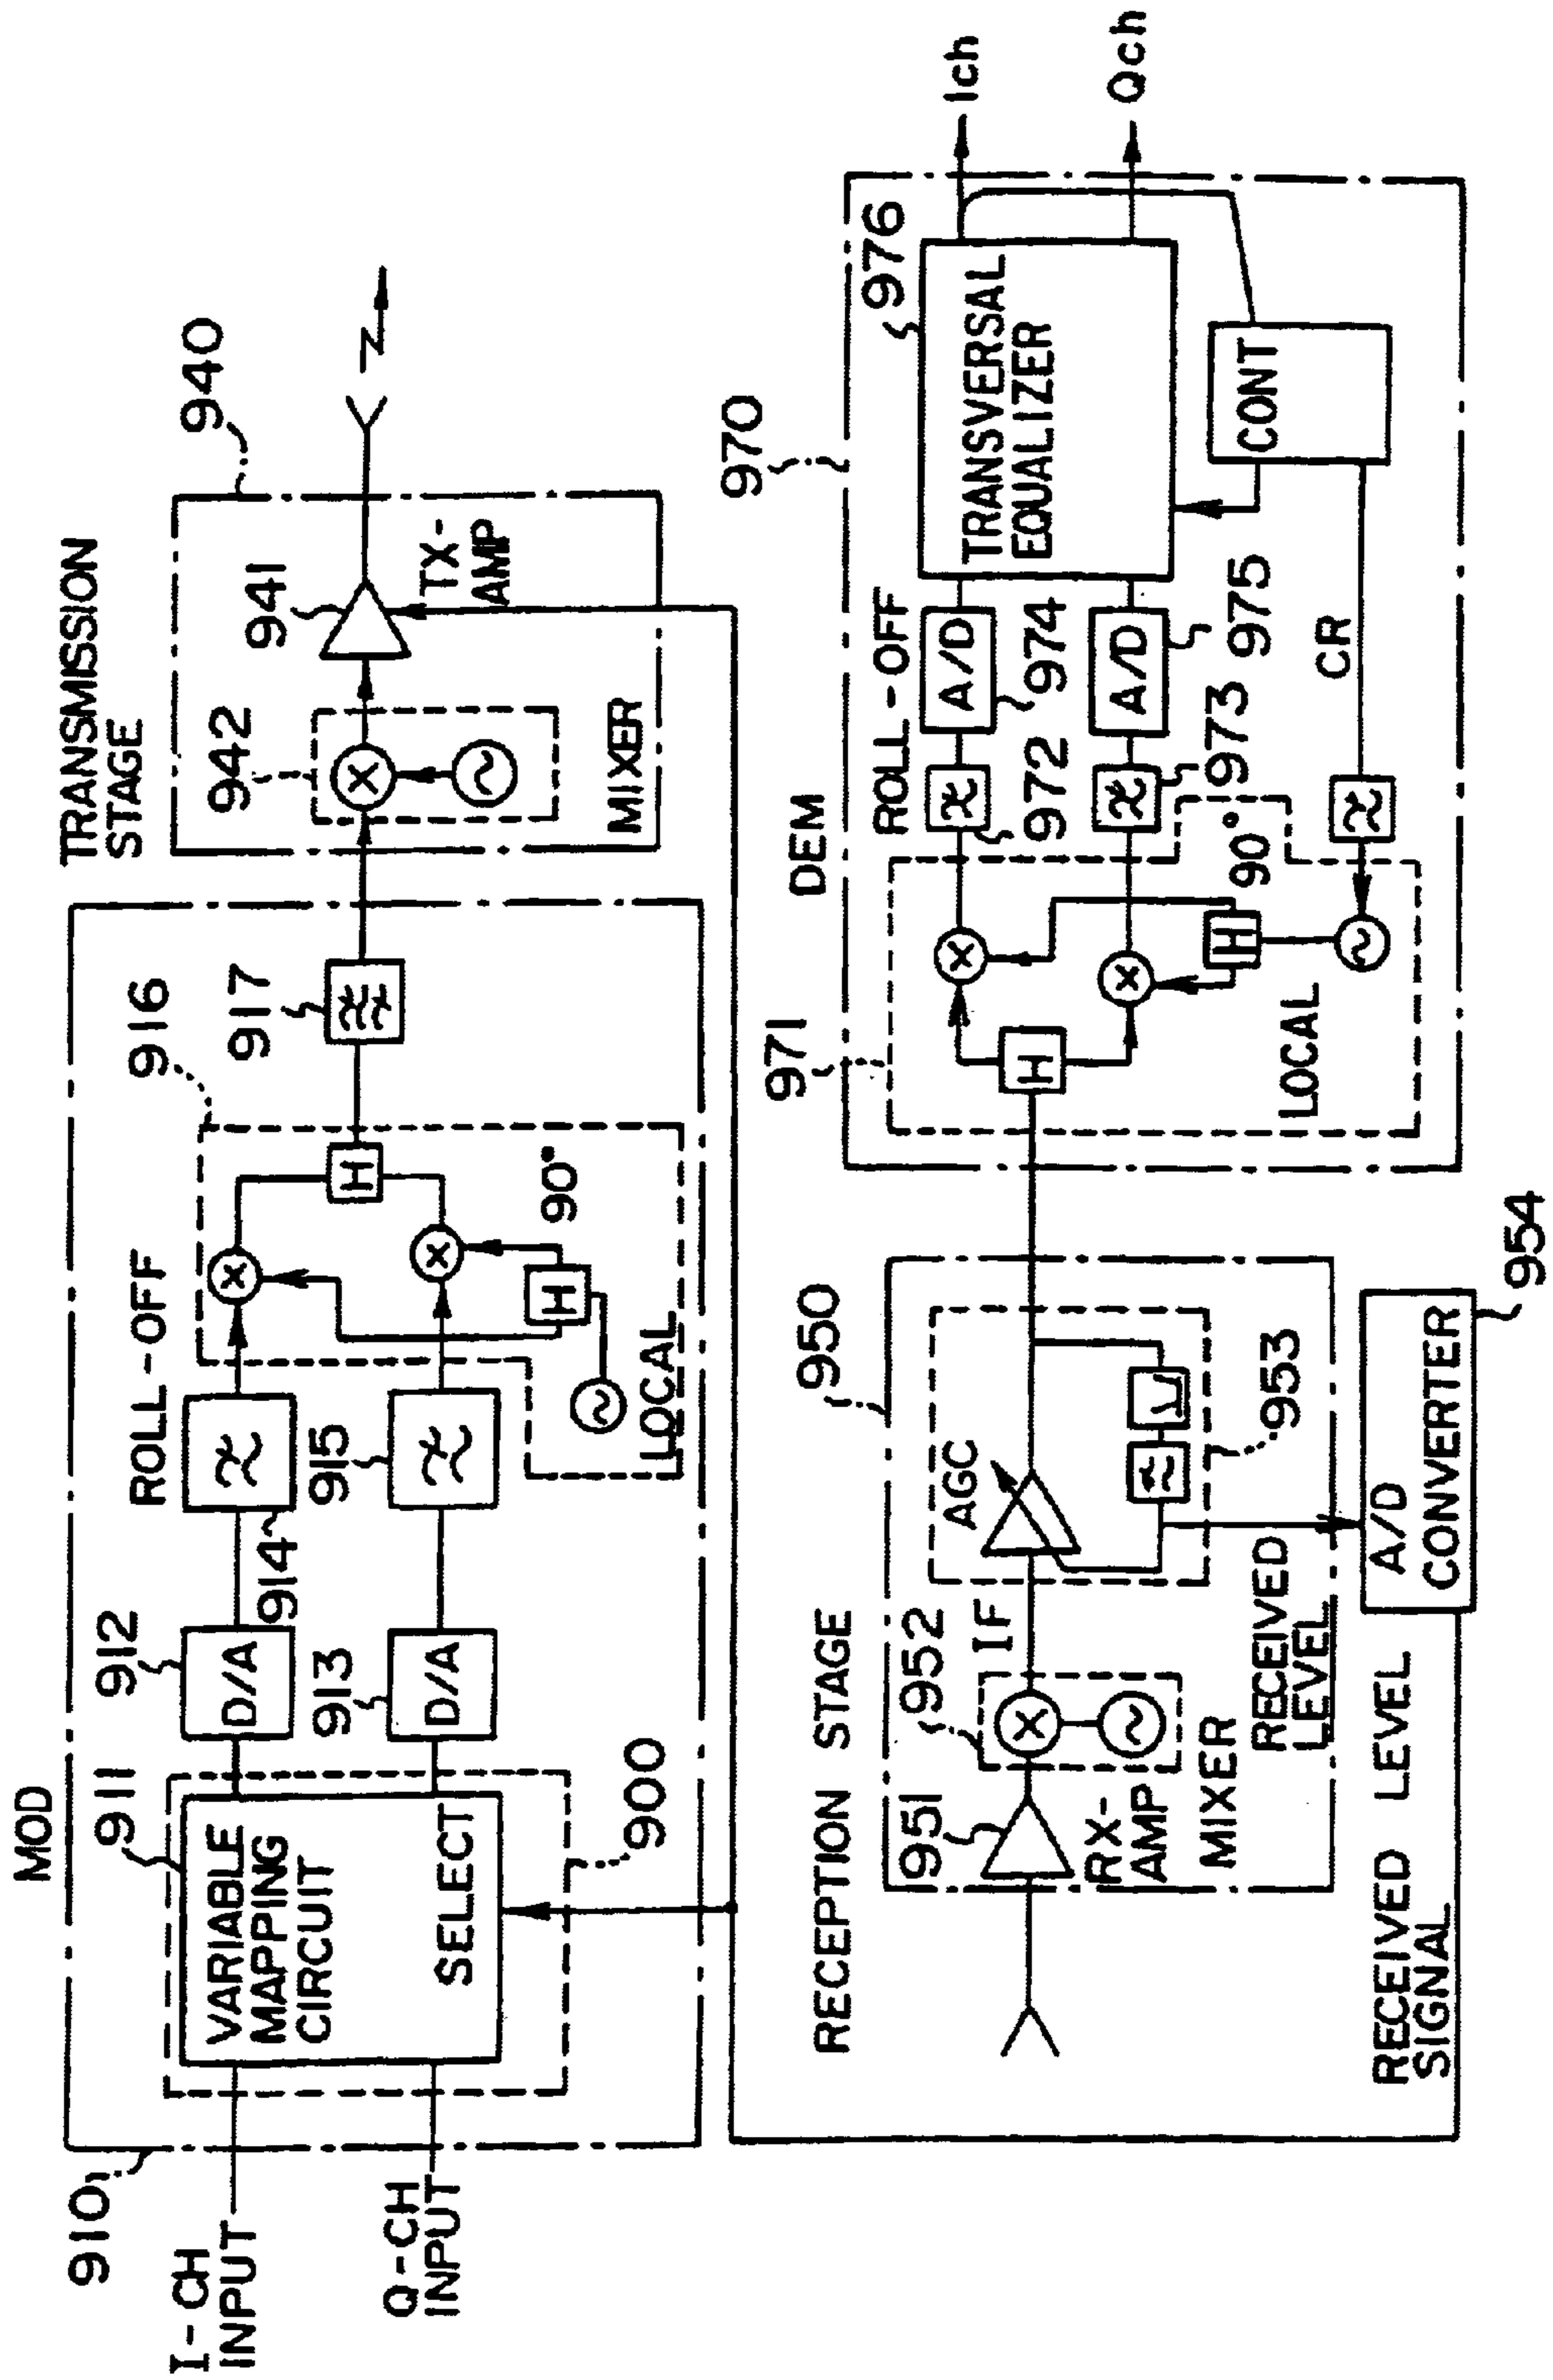 MOD
910
I-CH
INPUT
Q-CH
INPUT
911
VARIABLE
MAPPING
CIRCUIT
SELECT
900
912
D/A
913
D/A
ROLL-OFF
914
915
916
H
90°
H
LOCAL
917
TRANSMISSION
STAGE
940
942
MIXER
941
TX-
AMP
RECEPTION STAGE
950
951
RX-
AMP
952
MIXER
IF
AGC
953
RECEIVED
LEVEL
RECEIVED LEVEL
SIGNAL
A/D
CONVERTER
954
DEM
970
971
H
90°
H
LOCAL
ROLL-OFF
972
973
A/D
974
A/D
975
CR
976
TRANSVERSAL
EQUALIZER
CONT
Ich
Qch